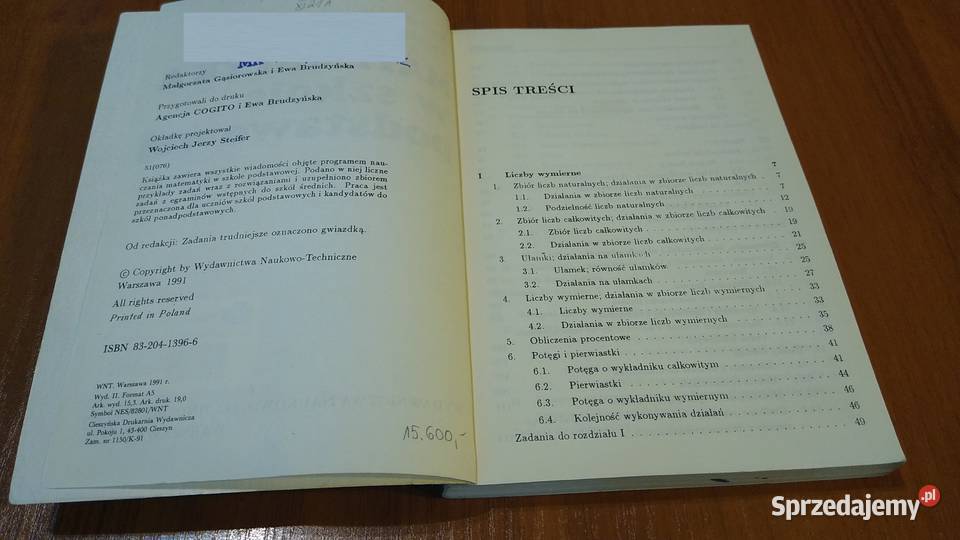 Redaktorzy
Małgorzata Gąsiorowska i Ewa Brudzyńska
Przygotowali do druku
Agencja COGITO i Ewa Brudzyńska
Okładkę projektował
Wojciech Jerzy Steifer
51(076)
Książka zawiera wszystkie wiadomości objęte programem nau-
czania matematyki w szkole podstawowej. Podano w niej liczne
przykłady zadań wraz z rozwiązaniami i uzupełniono zbiorem
zadań z egzaminów wstępnych do szkół średnich. Praca jest
przeznaczona dla uczniów szkół podstawowych i kandydatów do
szkół ponadpodstawowych.
Od redakcji: Zadania trudniejsze oznaczono gwiazdką.
© Copyright by Wydawnictwa Naukowo-Techniczne
Warszawa 1991
All rights reserved
Printed in Poland
ISBN 83-204-1396-6
WNT. Warszawa 1991 r.
Wyd. II. Format A5
Ark. wyd. 15,3. Ark. druk. 19,0
Symbol NES/82801/WNT
Cieszyńska Drukarnia Wydawnicza
ul. Pokoju 1, 43-400 Cieszyn
Zam. nr 1150/K-91
15.600,-
SPIS TREŚCI
1 Liczby wymierne 7
1. Zbiór liczb naturalnych; działania w zbiorze liczb naturalnych . 7
1.1. Działania w zbiorze liczb naturalnych . . . . . 7
1.2. Podzielność liczb naturalnych . . . . . . 12
2. Zbiór liczb całkowitych; działania w zbiorze liczb całkowitych . 19
2.1. Zbiór liczb całkowitych . . . . . . . 19
2.2. Działania w zbiorze liczb całkowitych . . . . . 21
3. Ułamki; działania na ułamkach . . . . . . . 25
3.1. Ułamek; równość ułamków . . . . . . 25
3.2. Działania na ułamkach . . . . . . . 27
4. Liczby wymierne; działania w zbiorze liczb wymiernych . . . 33
4.1. Liczby wymierne . . . . . . . . 33
4.2. Działania w zbiorze liczb wymiernych . . . . . 35
5. Obliczenia procentowe . . . . . . . . 38
6. Potęgi i pierwiastki . . . . . . . . . 41
6.1. Potęga o wykładniku całkowitym . . . . . 41
6.2. Pierwiastki . . . . . . . . . 44
6.3. Potęga o wykładniku wymiernym . . . . . 46
6.4. Kolejność wykonywania działań . . . . . 46
Zadania do rozdziału I . . . . . . . . . 49
Sprzedajemy.pl